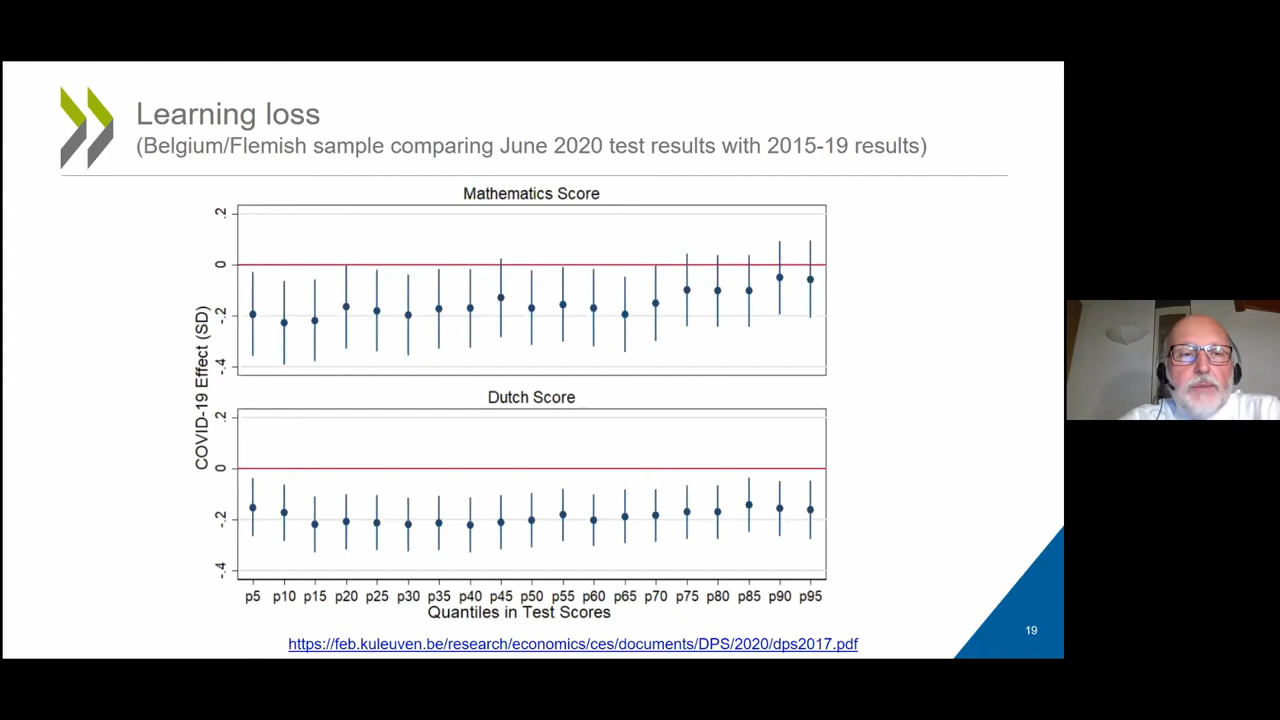 Learning loss
(Belgium/Flemish sample comparing June 2020 test results with 2015-19 results)
Mathematics Score
.2
0
-.2
-.4
COVID-19 Effect (SD)
Dutch Score
.2
0
-.2
-.4
p5 p10 p15 p20 p25 p30 p35 p40 p45 p50 p55 p60 p65 p70 p75 p80 p85 p90 p95
Quantiles in Test Scores
19
https://feb.kuleuven.be/research/economics/ces/documents/DPS/2020/dps2017.pdf